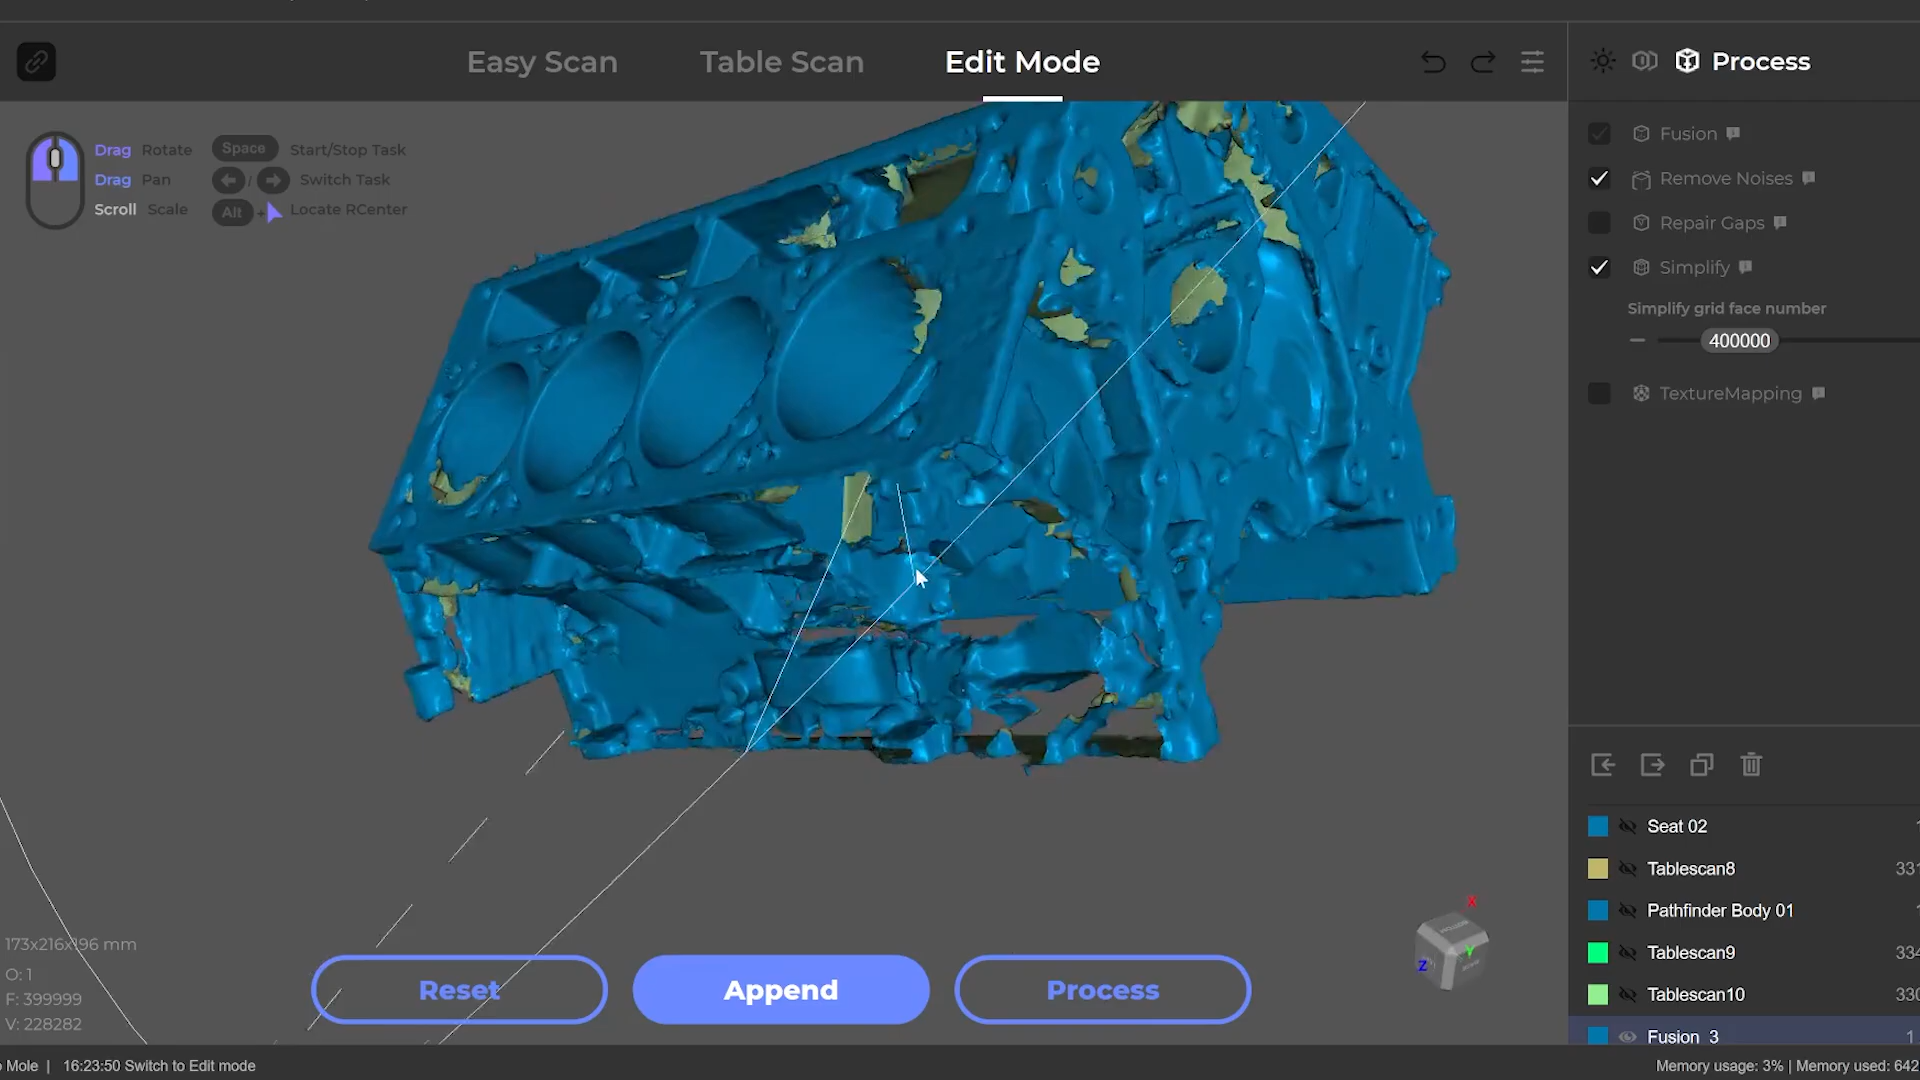 Easy Scan
Table Scan
Edit Mode
Process
Drag Rotate
Space Start/Stop Task
Drag Pan
/ Switch Task
Scroll Scale
Alt + Locate RCenter
Fusion
Remove Noises
Repair Gaps
Simplify
Simplify grid face number
400000
TextureMapping
Seat 02
Tablescan8
Pathfinder Body 01
Tablescan9
Tablescan10
Fusion_3
X
Y
Z
173x216x196 mm
O: 1
F: 399999
V: 228282
Reset
Append
Process
Mole | 16:23:50 Switch to Edit mode
Memory usage: 3% | Memory used: 642